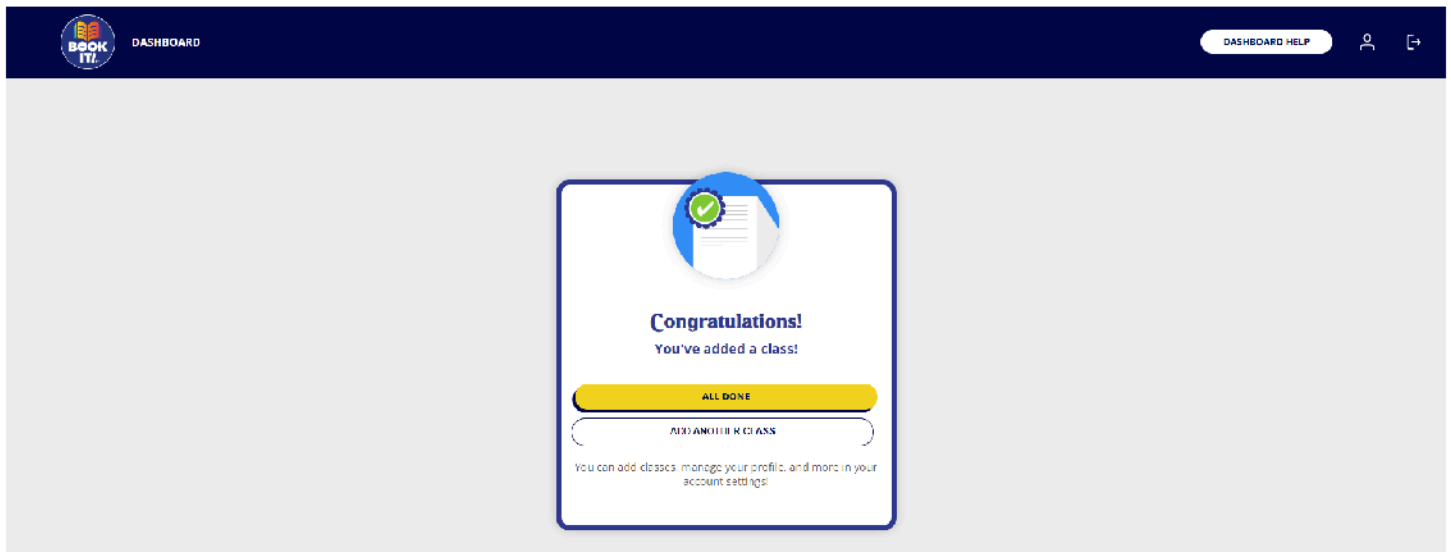 BOOK
IT!
DASHBOARD
DASHBOARD HELP
Congratulations!
You've added a class!
ALL DONE
ADD ANOTHER CLASS
You can add classes, manage your profile, and more in your
account settings!